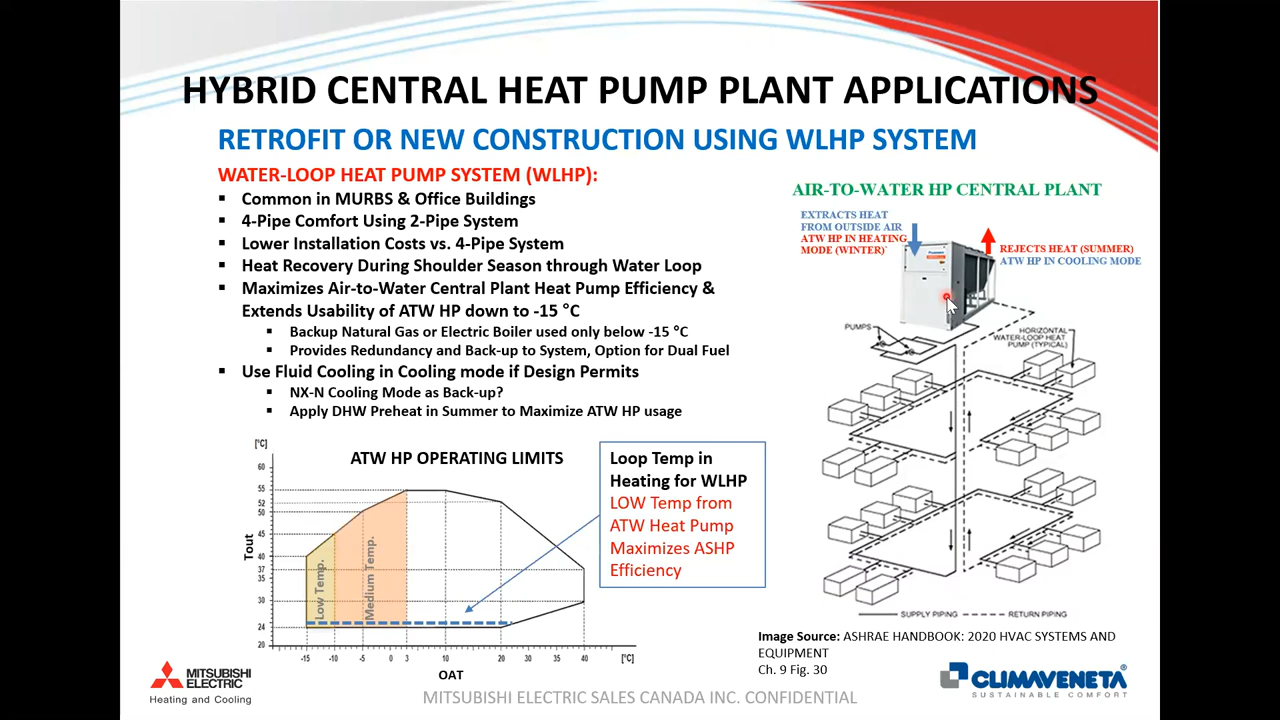 HYBRID CENTRAL HEAT PUMP PLANT APPLICATIONS
RETROFIT OR NEW CONSTRUCTION USING WLHP SYSTEM
WATER-LOOP HEAT PUMP SYSTEM (WLHP):
▪ Common in MURBS & Office Buildings
▪ 4-Pipe Comfort Using 2-Pipe System
▪ Lower Installation Costs vs. 4-Pipe System
▪ Heat Recovery During Shoulder Season through Water Loop
▪ Maximizes Air-to-Water Central Plant Heat Pump Efficiency &
Extends Usability of ATW HP down to -15 °C
▪ Backup Natural Gas or Electric Boiler used only below -15 °C
▪ Provides Redundancy and Back-up to System, Option for Dual Fuel
▪ Use Fluid Cooling in Cooling mode if Design Permits
▪ NX-N Cooling Mode as Back-up?
▪ Apply DHW Preheat in Summer to Maximize ATW HP usage
AIR-TO-WATER HP CENTRAL PLANT
EXTRACTS HEAT
FROM OUTSIDE AIR
ATW HP IN HEATING
MODE (WINTER)
REJECTS HEAT (SUMMER)
ATW HP IN COOLING MODE
PUMPS
HORIZONTAL
WATER-LOOP HEAT
PUMP (TYPICAL)
SUPPLY PIPING
RETURN PIPING
[°C]
ATW HP OPERATING LIMITS
60
55
52
50
45
40
37
35
30
24
20
Tout
Low Temp.
Medium Temp.
-15
-10
-5
0
3
10
20
30
40
[°C]
OAT
Loop Temp in
Heating for WLHP
LOW Temp from
ATW Heat Pump
Maximizes ASHP
Efficiency
Image Source: ASHRAE HANDBOOK: 2020 HVAC SYSTEMS AND
EQUIPMENT
Ch. 9 Fig. 30
MITSUBISHI
ELECTRIC
Heating and Cooling
MITSUBISHI ELECTRIC SALES CANADA INC. CONFIDENTIAL
CLIMAVENETA
SUSTAINABLE COMFORT